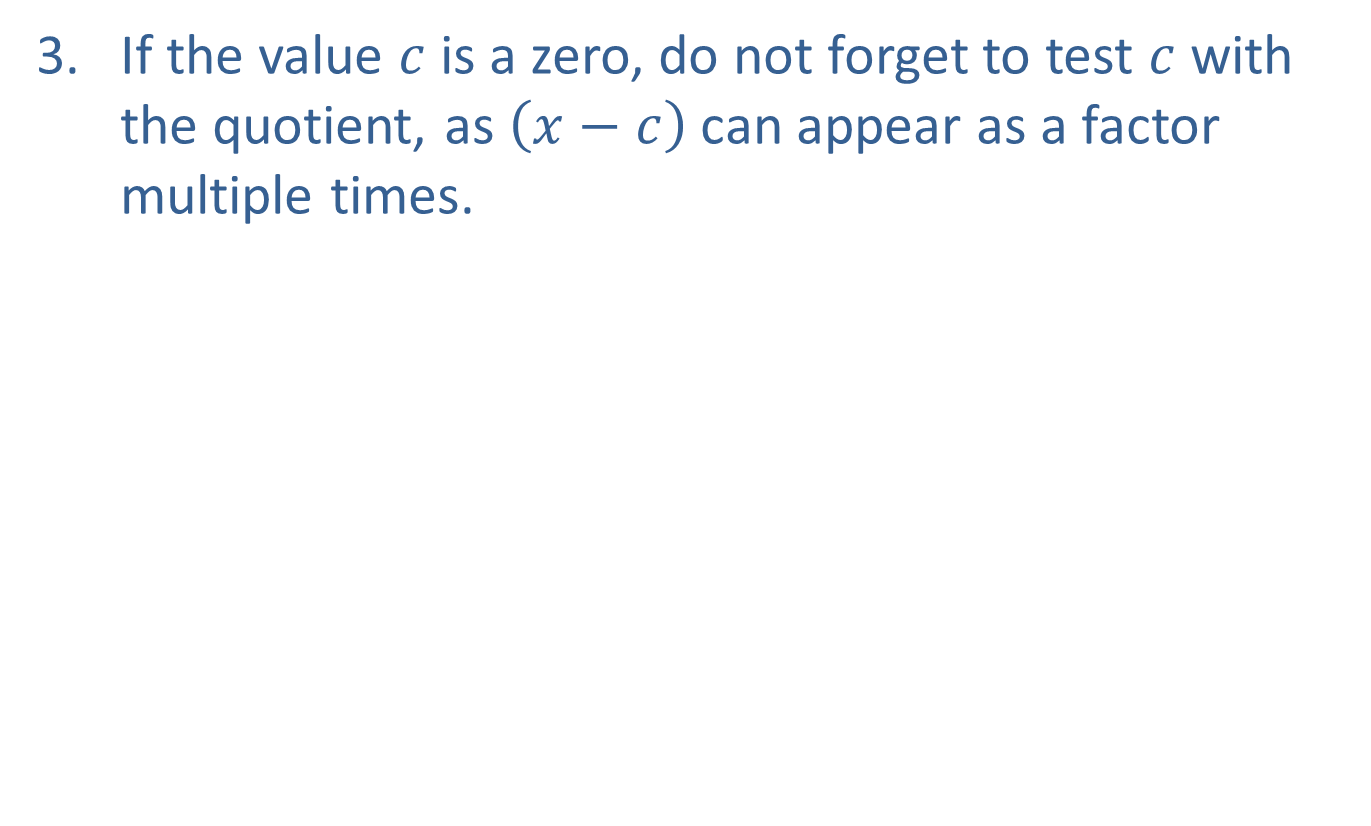 3. If the value c is a zero, do not forget to test c with
the quotient, as (x − c) can appear as a factor
multiple times.